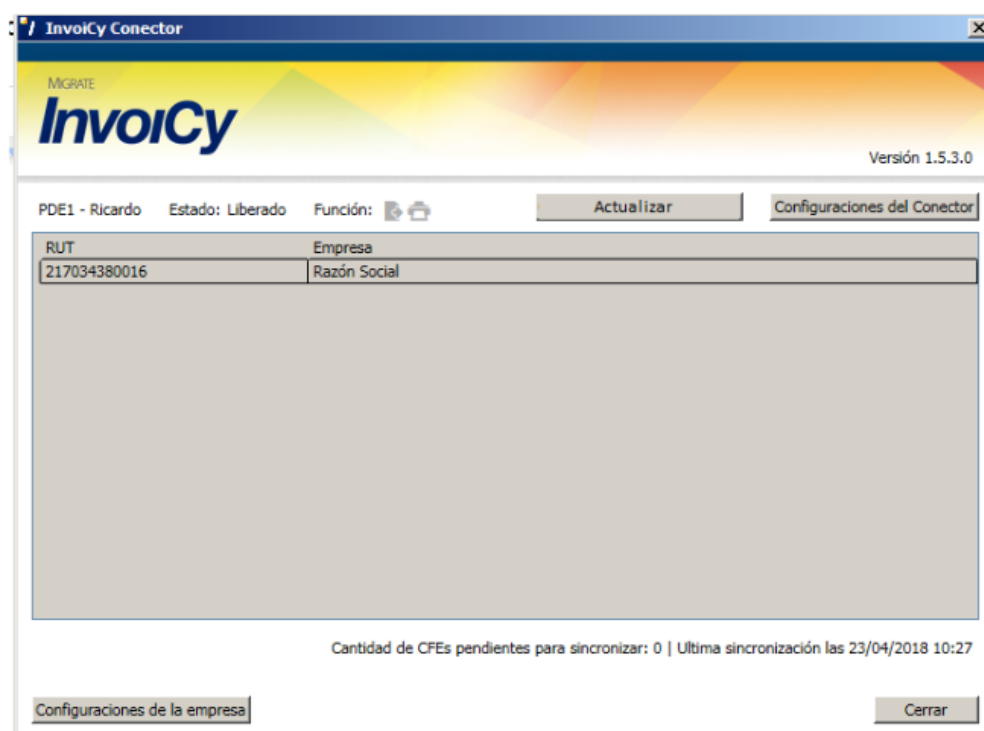 InvoiCy Conector
MIGRATE
InvoiCy
Versión 1.5.3.0
PDE1 - Ricardo Estado: Liberado Función: Actualizar Configuraciones del Conector
RUT Empresa
217034380016 Razón Social
Cantidad de CFEs pendientes para sincronizar: 0 | Ultima sincronización las 23/04/2018 10:27
Configuraciones de la empresa Cerrar